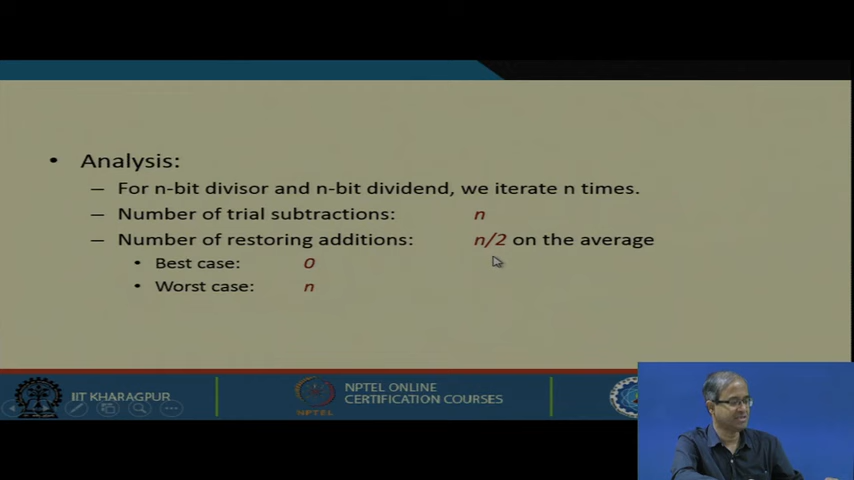 • Analysis:
– For n-bit divisor and n-bit dividend, we iterate n times.
– Number of trial subtractions: n
– Number of restoring additions: n/2 on the average
• Best case: 0
• Worst case: n
IIT KHARAGPUR
NPTEL
NPTEL ONLINE
CERTIFICATION COURSES